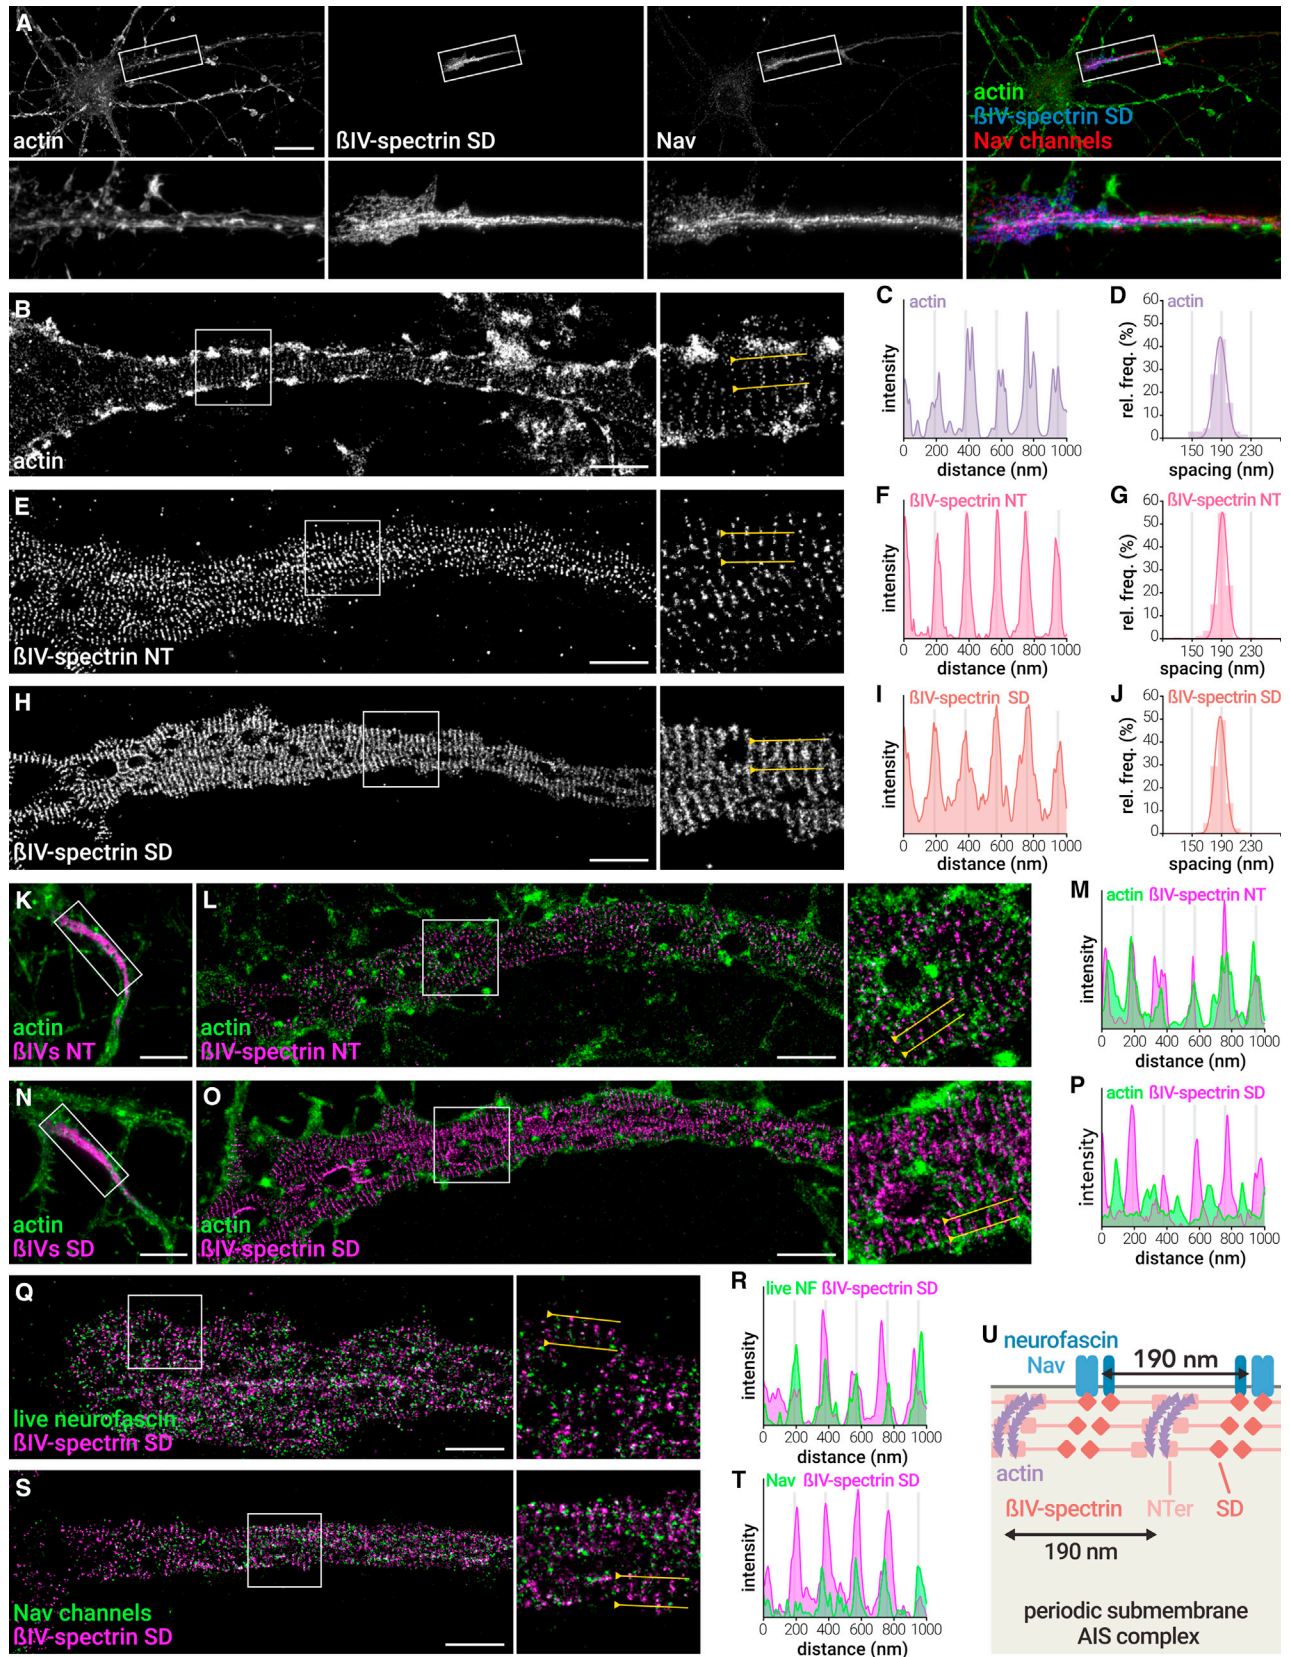 A
actin
ßIV-spectrin SD
Nav
actin
ßIV-spectrin SD
Nav channels
B
actin
C
actin
intensity
0 200 400 600 800 1000
distance (nm)
D
actin
rel. freq. (%)
60
50
40
30
20
10
0
150 190 230
spacing (nm)
E
ßIV-spectrin NT
F
ßIV-spectrin NT
intensity
0 200 400 600 800 1000
distance (nm)
G
ßIV-spectrin NT
rel. freq. (%)
60
50
40
30
20
10
0
150 190 230
spacing (nm)
H
ßIV-spectrin SD
I
ßIV-spectrin SD
intensity
0 200 400 600 800 1000
distance (nm)
J
ßIV-spectrin SD
rel. freq. (%)
60
50
40
30
20
10
0
150 190 230
spacing (nm)
K
actin
ßIVs NT
L
actin
ßIV-spectrin NT
M
actin ßIV-spectrin NT
intensity
0 200 400 600 800 1000
distance (nm)
N
actin
ßIVs SD
O
actin
ßIV-spectrin SD
P
actin ßIV-spectrin SD
intensity
0 200 400 600 800 1000
distance (nm)
Q
live neurofascin
ßIV-spectrin SD
R
live NF ßIV-spectrin SD
intensity
0 200 400 600 800 1000
distance (nm)
S
Nav channels
ßIV-spectrin SD
T
Nav ßIV-spectrin SD
intensity
0 200 400 600 800 1000
distance (nm)
U
neurofascin
Nav
190 nm
actin
ßIV-spectrin NTer SD
190 nm
periodic submembrane
AIS complex